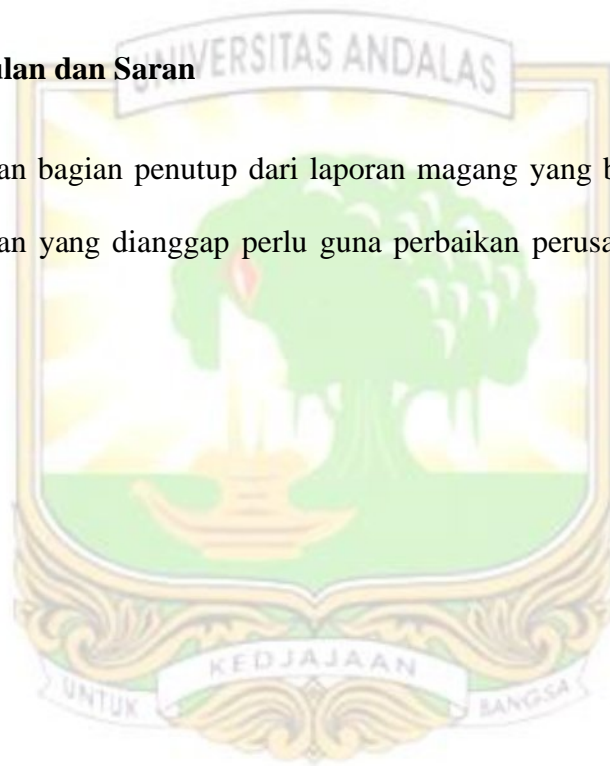 UNIVERSITAS ANDALAS
ulan dan Saran
an bagian penutup dari laporan magang yang b
an yang dianggap perlu guna perbaikan perusa
KEDJAJAAN
UNTUK BANGSA